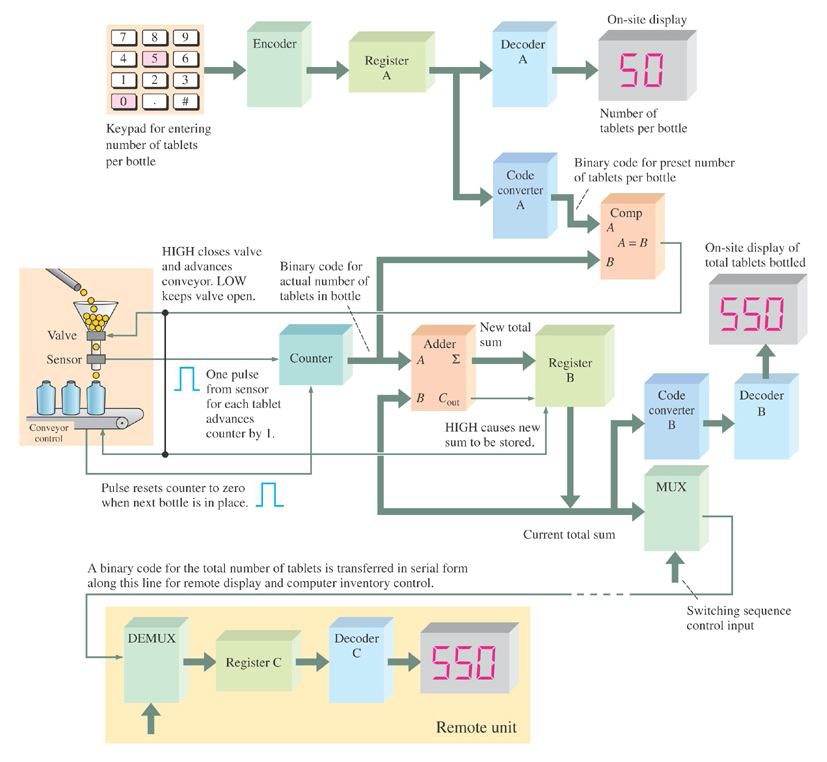 On-site display
7 8 9
4 5 6
1 2 3
0 . #
Encoder
Register
A
Decoder
A
50
Keypad for entering
number of tablets
per bottle
Number of
tablets per bottle
Code
converter
A
Binary code for preset number
of tablets per bottle
Comp
A
A = B
B
HIGH closes valve
and advances
conveyor. LOW
keeps valve open.
Binary code for
actual number of
tablets in bottle
On-site display of
total tablets bottled
550
Valve
Sensor
Counter
Adder
A Σ
B Cout
New total
sum
Register
B
One pulse
from sensor
for each tablet
advances
counter by 1.
Conveyor
control
HIGH causes new
sum to be stored.
Code
converter
B
Decoder
B
Pulse resets counter to zero
when next bottle is in place.
MUX
Current total sum
A binary code for the total number of tablets is transferred in serial form
along this line for remote display and computer inventory control.
Switching sequence
control input
DEMUX
Register C
Decoder
C
550
Remote unit